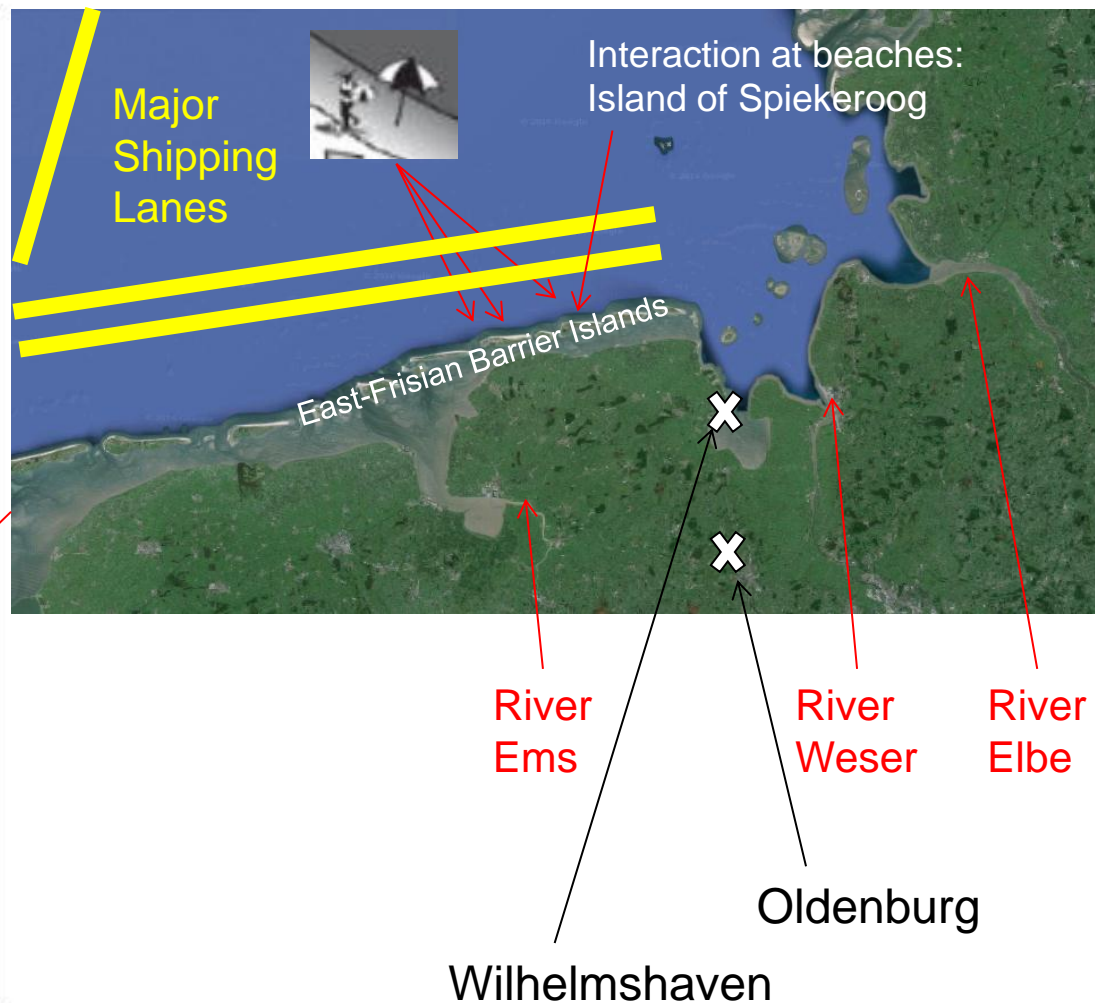 Major
Shipping
Lanes
Interaction at beaches:
Island of Spiekeroog
East-Frisian Barrier Islands
River
Ems
River
Weser
River
Elbe
Oldenburg
Wilhelmshaven